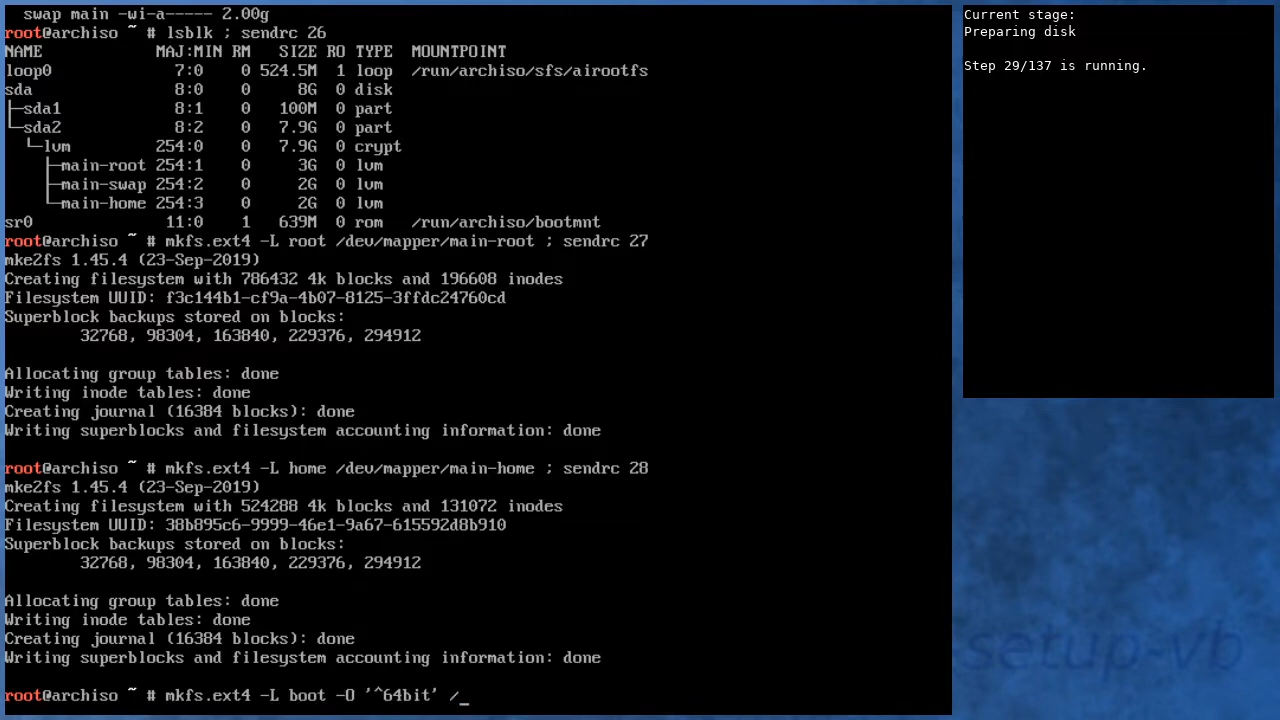 swap main -wi-a----- 2.00g
root@archiso ~ # lsblk ; sendrc 26
NAME            MAJ:MIN RM   SIZE RO TYPE  MOUNTPOINT
loop0             7:0    0 524.5M  1 loop  /run/archiso/sfs/airootfs
sda               8:0    0     8G  0 disk
├─sda1            8:1    0   100M  0 part
└─sda2            8:2    0   7.9G  0 part
  └─lvm         254:0    0   7.9G  0 crypt
    ├─main-root 254:1    0     3G  0 lvm
    ├─main-swap 254:2    0     2G  0 lvm
    └─main-home 254:3    0     2G  0 lvm
sr0              11:0    1   639M  0 rom   /run/archiso/bootmnt
root@archiso ~ # mkfs.ext4 -L root /dev/mapper/main-root ; sendrc 27
mke2fs 1.45.4 (23-Sep-2019)
Creating filesystem with 786432 4k blocks and 196608 inodes
Filesystem UUID: f3c144b1-cf9a-4b07-8125-3ffdc24760cd
Superblock backups stored on blocks:
        32768, 98304, 163840, 229376, 294912
Allocating group tables: done
Writing inode tables: done
Creating journal (16384 blocks): done
Writing superblocks and filesystem accounting information: done
root@archiso ~ # mkfs.ext4 -L home /dev/mapper/main-home ; sendrc 28
mke2fs 1.45.4 (23-Sep-2019)
Creating filesystem with 524288 4k blocks and 131072 inodes
Filesystem UUID: 38b895c6-9999-46e1-9a67-615592d8b910
Superblock backups stored on blocks:
        32768, 98304, 163840, 229376, 294912
Allocating group tables: done
Writing inode tables: done
Creating journal (16384 blocks): done
Writing superblocks and filesystem accounting information: done
root@archiso ~ # mkfs.ext4 -L boot -O '^64bit' /_
Current stage:
Preparing disk
Step 29/137 is running.
setup-vb